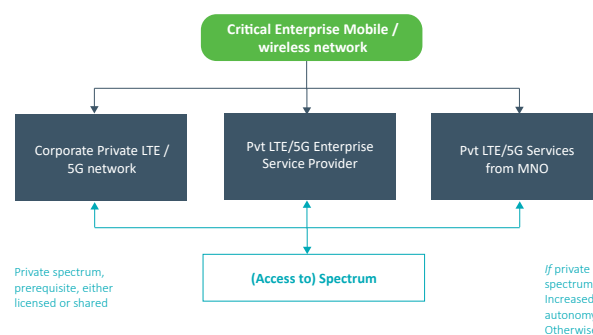 Critical Enterprise Mobile /
wireless network
Corporate Private LTE /
5G network
Pvt LTE/5G Enterprise
Service Provider
Pvt LTE/5G Services
from MNO
(Access to) Spectrum
Private spectrum,
prerequisite, either
licensed or shared
If private
spectrum
Increased
autonomy
Otherwise